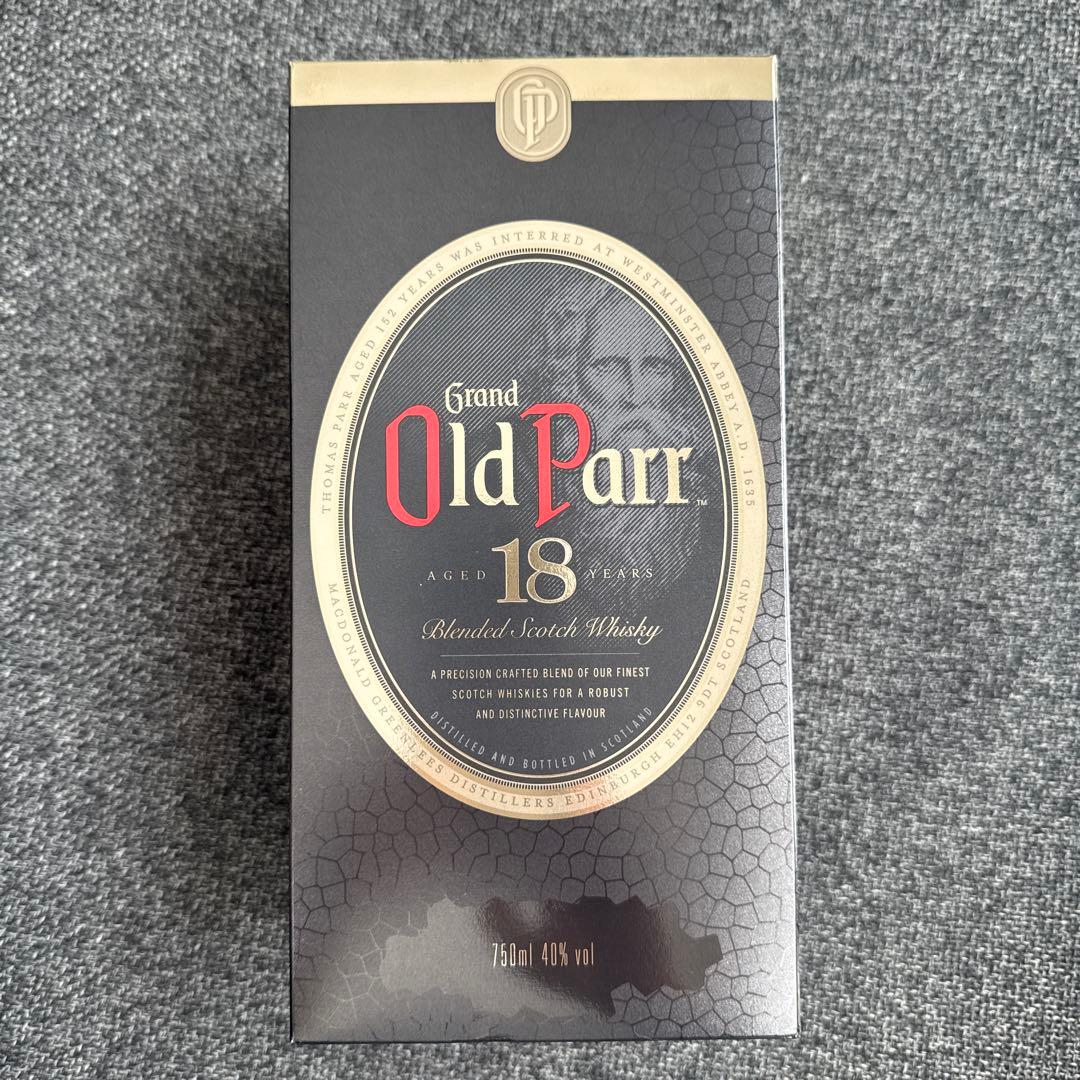 GOP
THOMAS PARR AGED 152 YEARS WAS INTERRED AT WESTMINSTER ABBEY A.D. 1635
Grand
Old Parr™
AGED 18 YEARS
Blended Scotch Whisky
A PRECISION CRAFTED BLEND OF OUR FINEST
SCOTCH WHISKIES FOR A ROBUST
AND DISTINCTIVE FLAVOUR
DISTILLED AND BOTTLED IN SCOTLAND
MACDONALD GREENLEES DISTILLERS EDINBURGH EH12 9DT SCOTLAND
750ml 40% vol